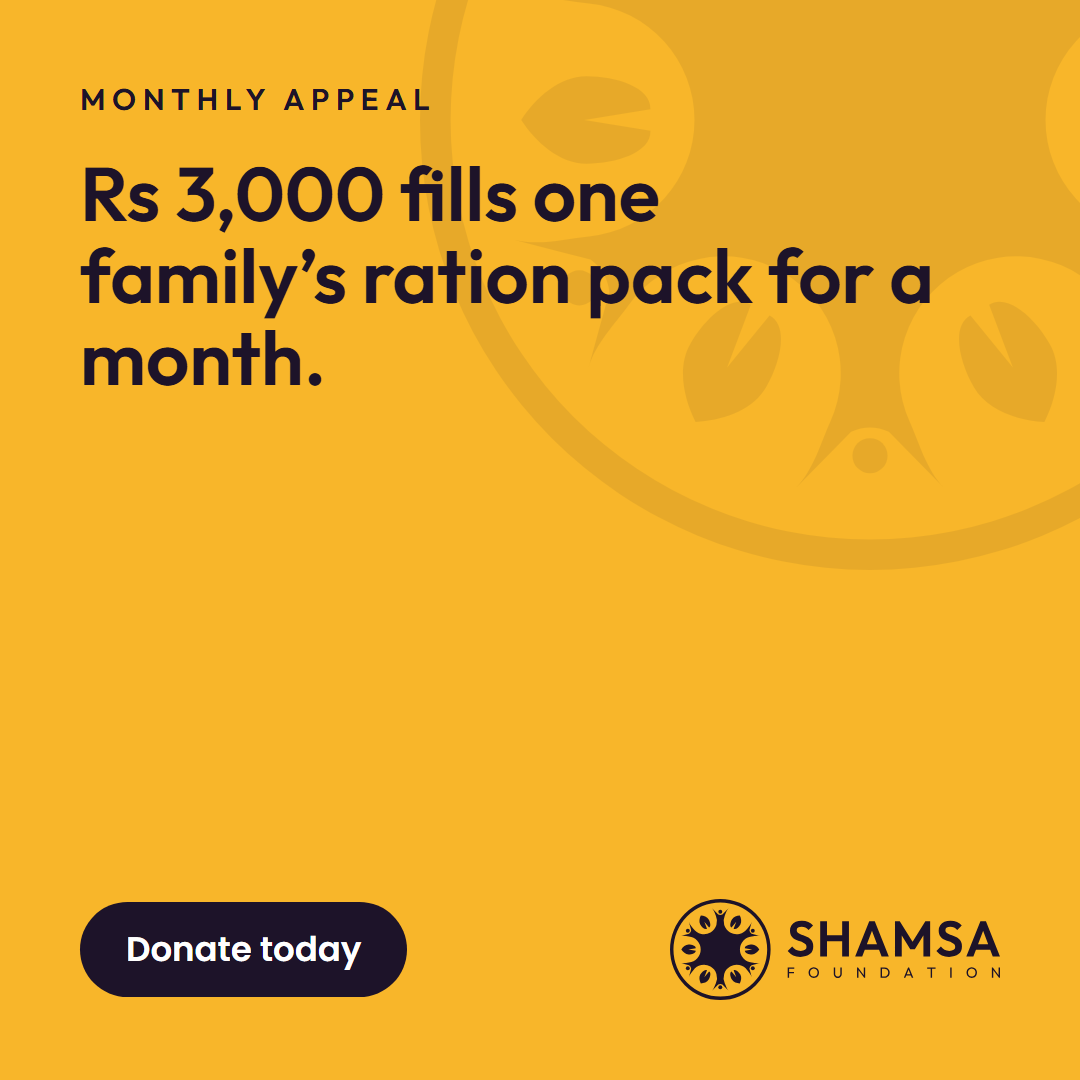 MONTHLY APPEAL
Rs 3,000 fills one
family’s ration pack for a
month.
Donate today
SHAMSA
FOUNDATION